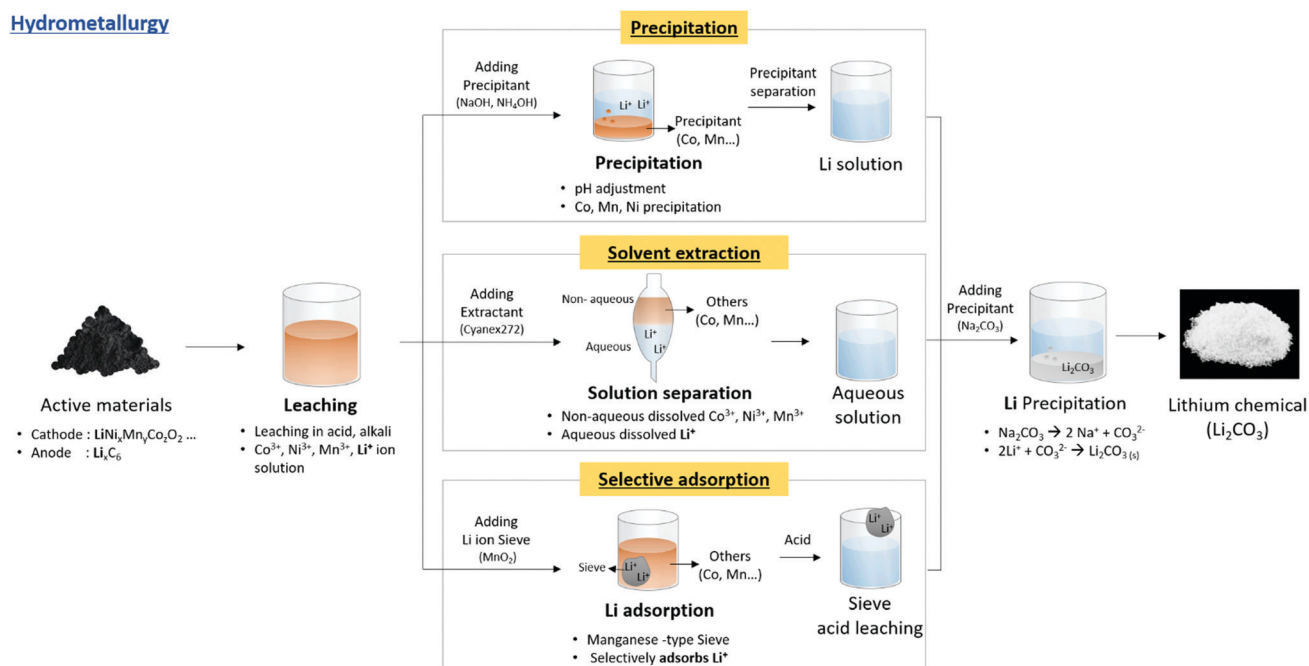 Hydrometallurgy
Precipitation
Adding
Precipitant
(NaOH, NH₄OH)
Li⁺ Li⁺
Precipitant
(Co, Mn...)
Precipitant
separation
Precipitation
Li solution
• pH adjustment
• Co, Mn, Ni precipitation
Solvent extraction
Adding
Extractant
(Cyanex272)
Non- aqueous
Others
(Co, Mn...)
Li⁺
Li⁺
Aqueous
Solution separation
• Non-aqueous dissolved Co³⁺, Ni³⁺, Mn³⁺
• Aqueous dissolved Li⁺
Aqueous
solution
Active materials
• Cathode : LiNiₓMnᵧCo₂O₂ ...
• Anode : LiₓC₆
Leaching
• Leaching in acid, alkali
• Co³⁺, Ni³⁺, Mn³⁺, Li⁺ ion
solution
Adding
Precipitant
(Na₂CO₃)
Li₂CO₃
Li Precipitation
• Na₂CO₃ → 2 Na⁺ + CO₃²⁻
• 2Li⁺ + CO₃²⁻ → Li₂CO₃ (s)
Lithium chemical
(Li₂CO₃)
Selective adsorption
Adding
Li ion Sieve
(MnO₂)
Sieve
Li⁺
Li⁺
Others
(Co, Mn...)
Acid
Li⁺
Li⁺
Li adsorption
• Manganese -type Sieve
• Selectively adsorbs Li⁺
Sieve
acid leaching